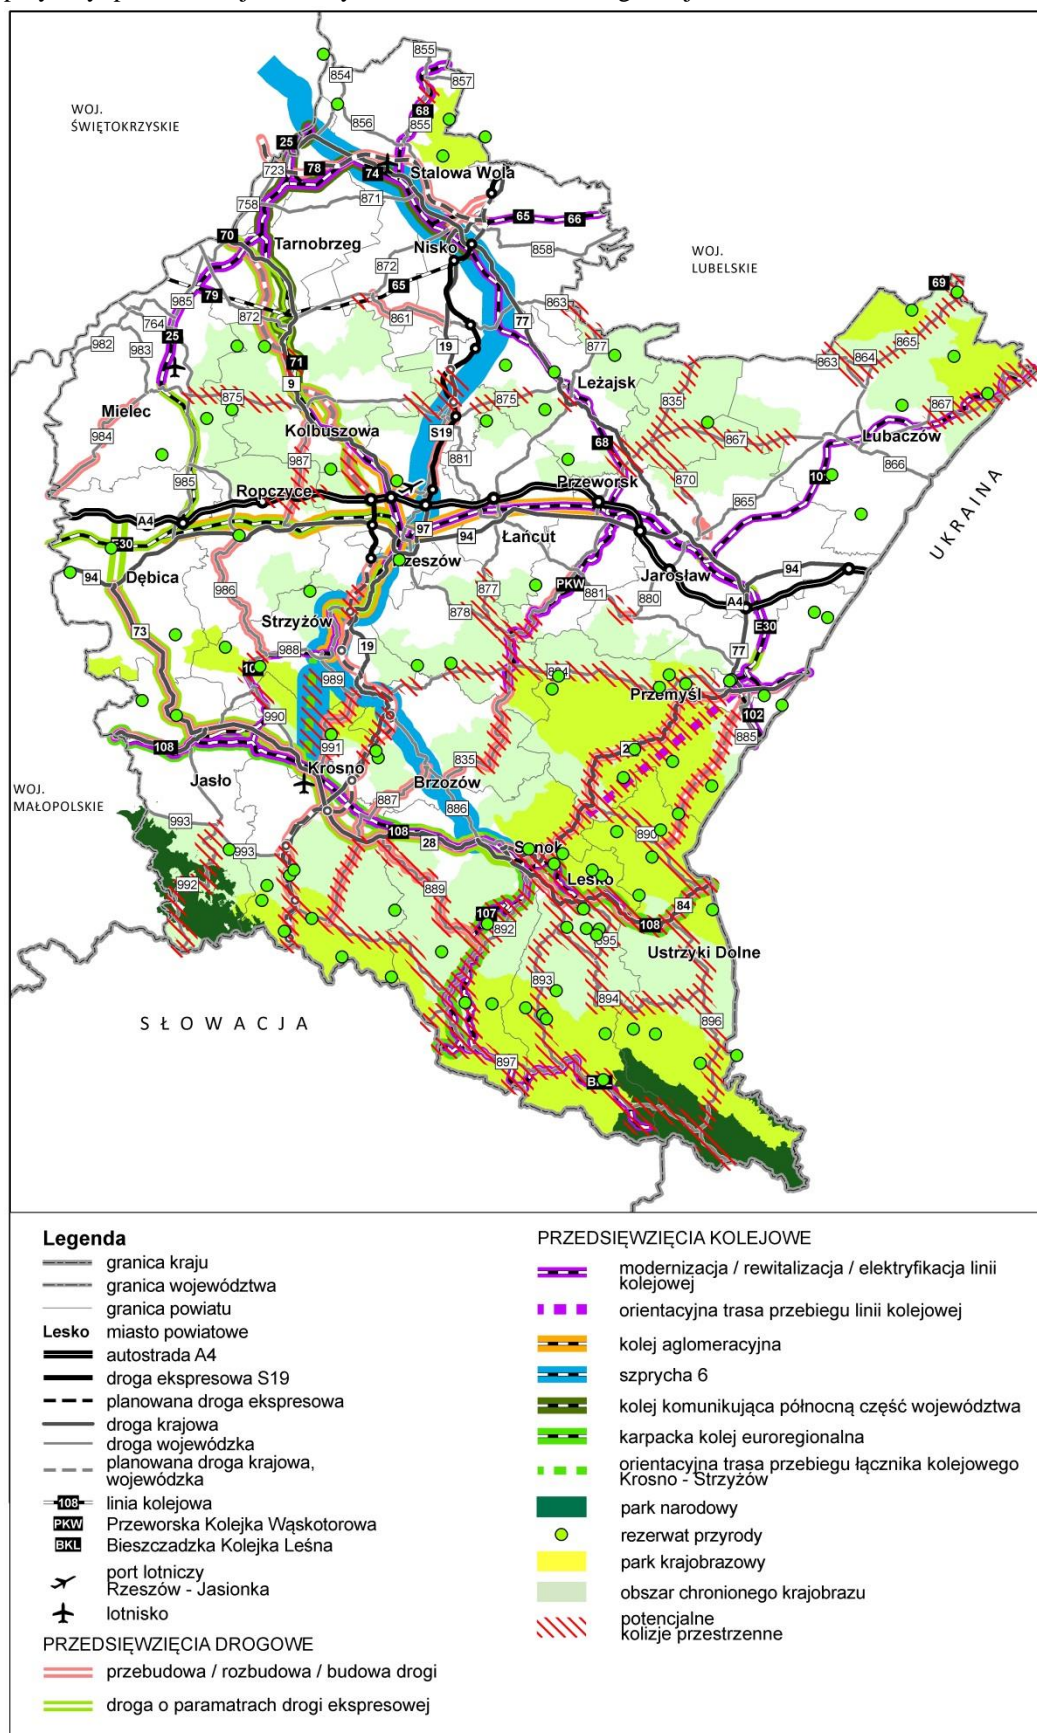 WOJ.
ŚWIĘTOKRZYSKIE
854
855
857
856
855
68
25
723
78
74
Stalowa Wola
758
871
65
66
70
Tarnobrzeg
Nisko
858
WOJ.
LUBELSKIE
872
65
79
985
872
861
863
77
69
764
982
983
25
19
877
865
863
864
71
9
Leżajsk
875
875
835
867
Mielec
Kolbuszowa
S19
867
Lubaczów
984
987
881
68
866
985
Ropczyce
Przeworsk
870
865
10
A4
97
94
Łańcut
UKRAINA
E30
zeszów
94
Dębica
PKW
Jarosław
94
986
877
881
880
A4
878
Strzyżów
73
988
19
E30
77
10
989
Przemyśl
990
102
885
108
991
2
Krosno
835
Jasło
Brzozów
WOJ.
MAŁOPOLSKIE
887
886
993
108
28
890
993
S nok
992
889
Lesko
84
107
892
108
895
Ustrzyki Dolne
893
894
896
SŁOWACJA
897
Legenda
granica kraju
granica województwa
granica powiatu
Lesko miasto powiatowe
autostrada A4
droga ekspresowa S19
planowana droga ekspresowa
droga krajowa
droga wojewódzka
planowana droga krajowa,
wojewódzka
108 linia kolejowa
PKW Przeworska Kolejka Wąskotorowa
BKL Bieszczadzka Kolejka Leśna
port lotniczy
Rzeszów - Jasionka
lotnisko
PRZEDSIĘWZIĘCIA DROGOWE
przebudowa / rozbudowa / budowa drogi
droga o paramatrach drogi ekspresowej
PRZEDSIĘWZIĘCIA KOLEJOWE
modernizacja / rewitalizacja / elektryfikacja linii
kolejowej
orientacyjna trasa przebiegu linii kolejowej
kolej aglomeracyjna
szprycha 6
kolej komunikująca północną część województwa
karpacka kolej euroregionalna
orientacyjna trasa przebiegu łącznika kolejowego
Krosno - Strzyżów
park narodowy
rezerwat przyrody
park krajobrazowy
obszar chronionego krajobrazu
potencjalne
kolizje przestrzenne